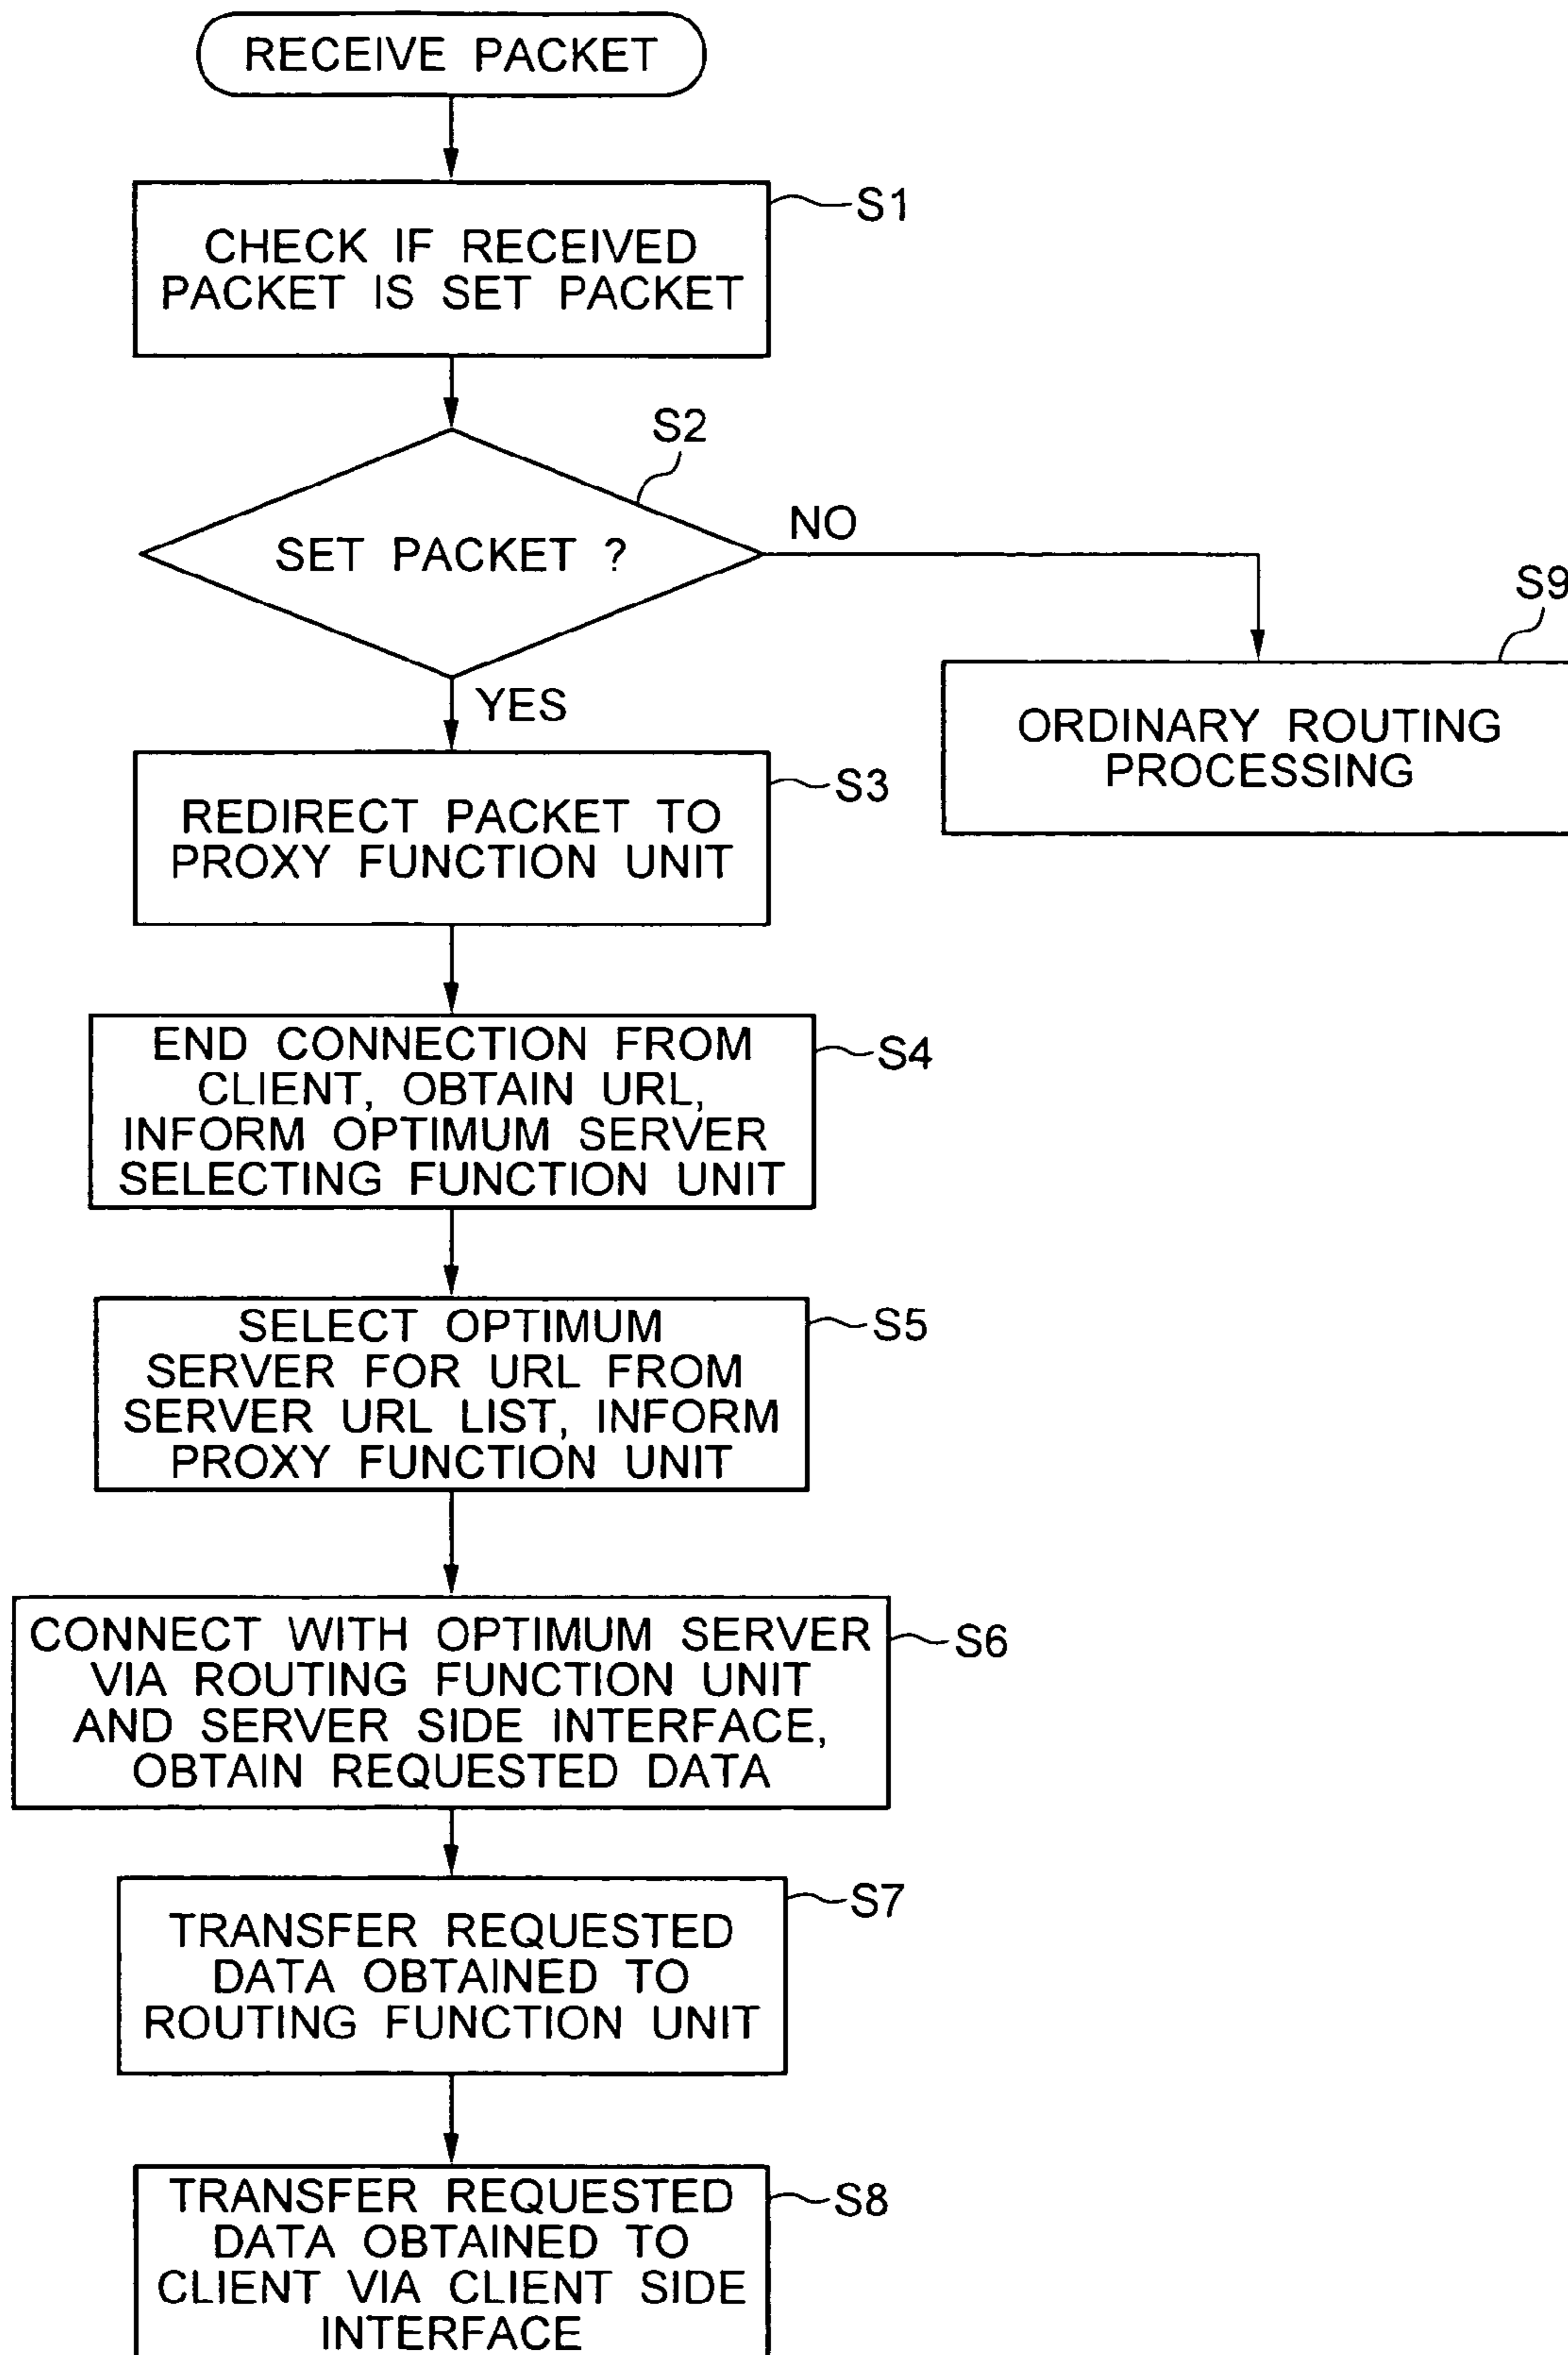 RECEIVE PACKET
S1
CHECK IF RECEIVED
PACKET IS SET PACKET
S2
SET PACKET ?
NO
YES
S9
ORDINARY ROUTING
PROCESSING
S3
REDIRECT PACKET TO
PROXY FUNCTION UNIT
S4
END CONNECTION FROM
CLIENT, OBTAIN URL,
INFORM OPTIMUM SERVER
SELECTING FUNCTION UNIT
S5
SELECT OPTIMUM
SERVER FOR URL FROM
SERVER URL LIST, INFORM
PROXY FUNCTION UNIT
S6
CONNECT WITH OPTIMUM SERVER
VIA ROUTING FUNCTION UNIT
AND SERVER SIDE INTERFACE,
OBTAIN REQUESTED DATA
S7
TRANSFER REQUESTED
DATA OBTAINED TO
ROUTING FUNCTION UNIT
S8
TRANSFER REQUESTED
DATA OBTAINED TO
CLIENT VIA CLIENT SIDE
INTERFACE